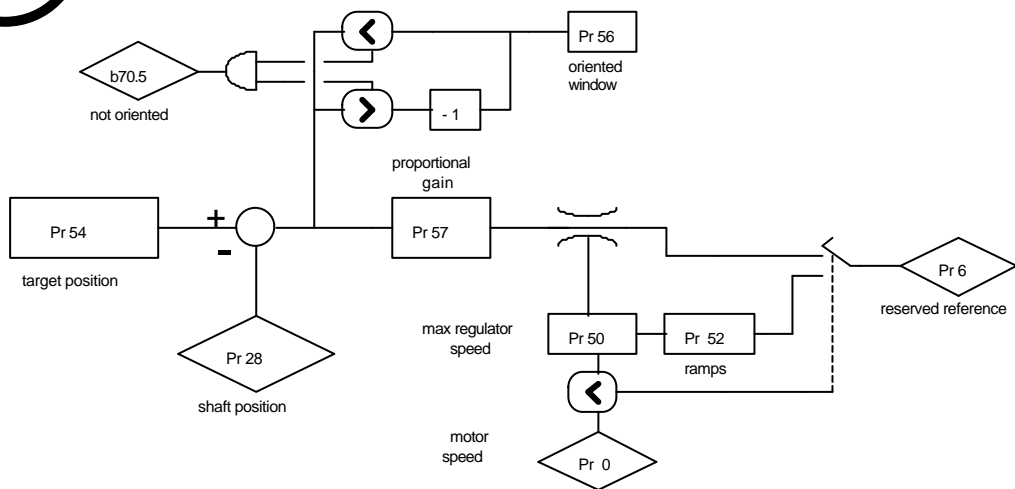 Pr 56
oriented
window
b70.5
not oriented
- 1
proportional
gain
+
-
Pr 54
target position
Pr 57
Pr 6
reserved reference
max regulator
speed
Pr 50
Pr 52
ramps
Pr 28
shaft position
motor
speed
Pr 0